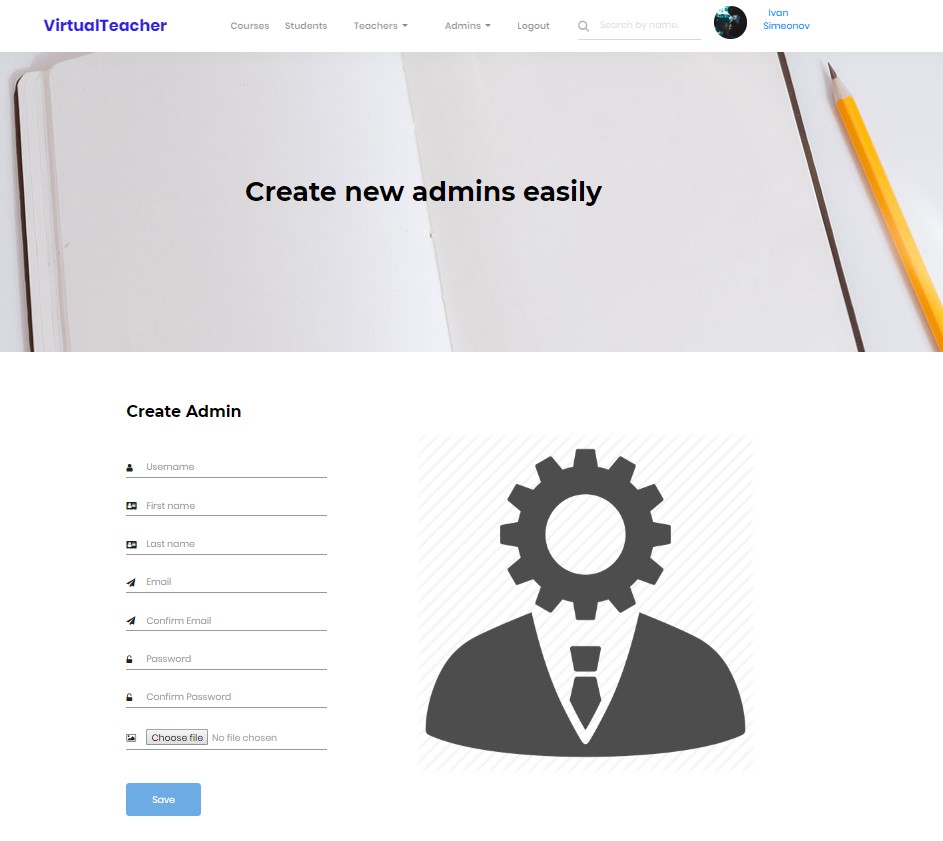 VirtualTeacher
Courses
Students
Teachers
Admins
Logout
Search by name.
Ivan
Simeonov
Create new admins easily
Create Admin
Username
First name
Last name
Email
Confirm Email
Password
Confirm Password
Choose file No file chosen
Save